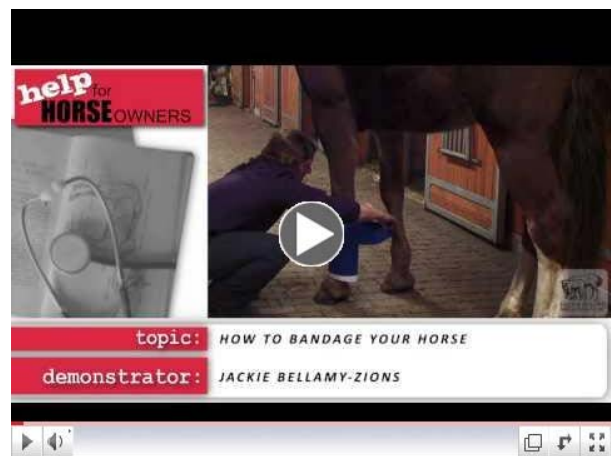 help for
HORSE OWNERS
topic: HOW TO BANDAGE YOUR HORSE
demonstrator: JACKIE BELLAMY-ZIONS